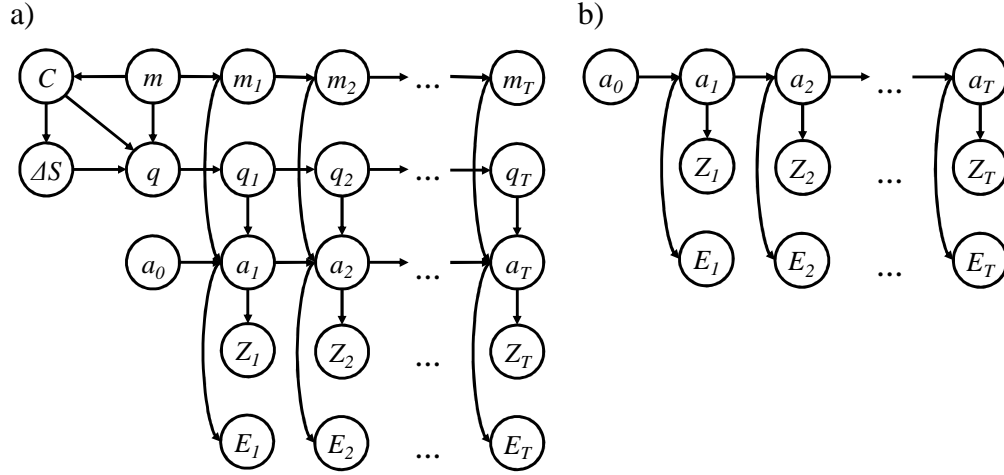 a)
C m m1 m2 ... mT
ΔS q q1 q2 ... qT
a0 a1 a2 ... aT
Z1 Z2 ... ZT
E1 E2 ... ET
b)
a0 a1 a2 ... aT
Z1 Z2 ... ZT
E1 E2 ... ET